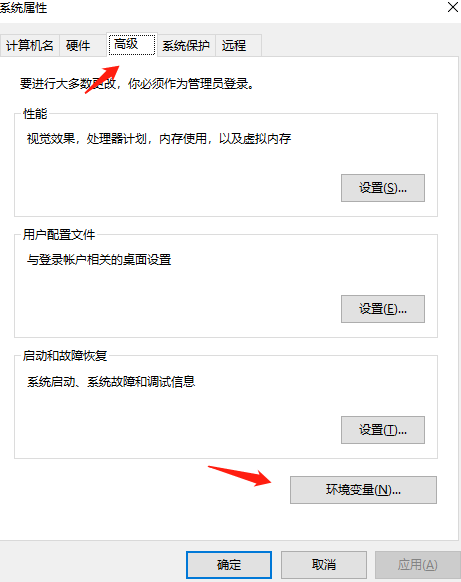 系统属性
计算机名 硬件 高级 系统保护 远程
要进行大多数更改，你必须作为管理员登录。
性能
视觉效果，处理器计划，内存使用，以及虚拟内存
设置(S)...
用户配置文件
与登录帐户相关的桌面设置
设置(E)...
启动和故障恢复
系统启动、系统故障和调试信息
设置(T)...
环境变量(N)...
确定 取消 应用(A)